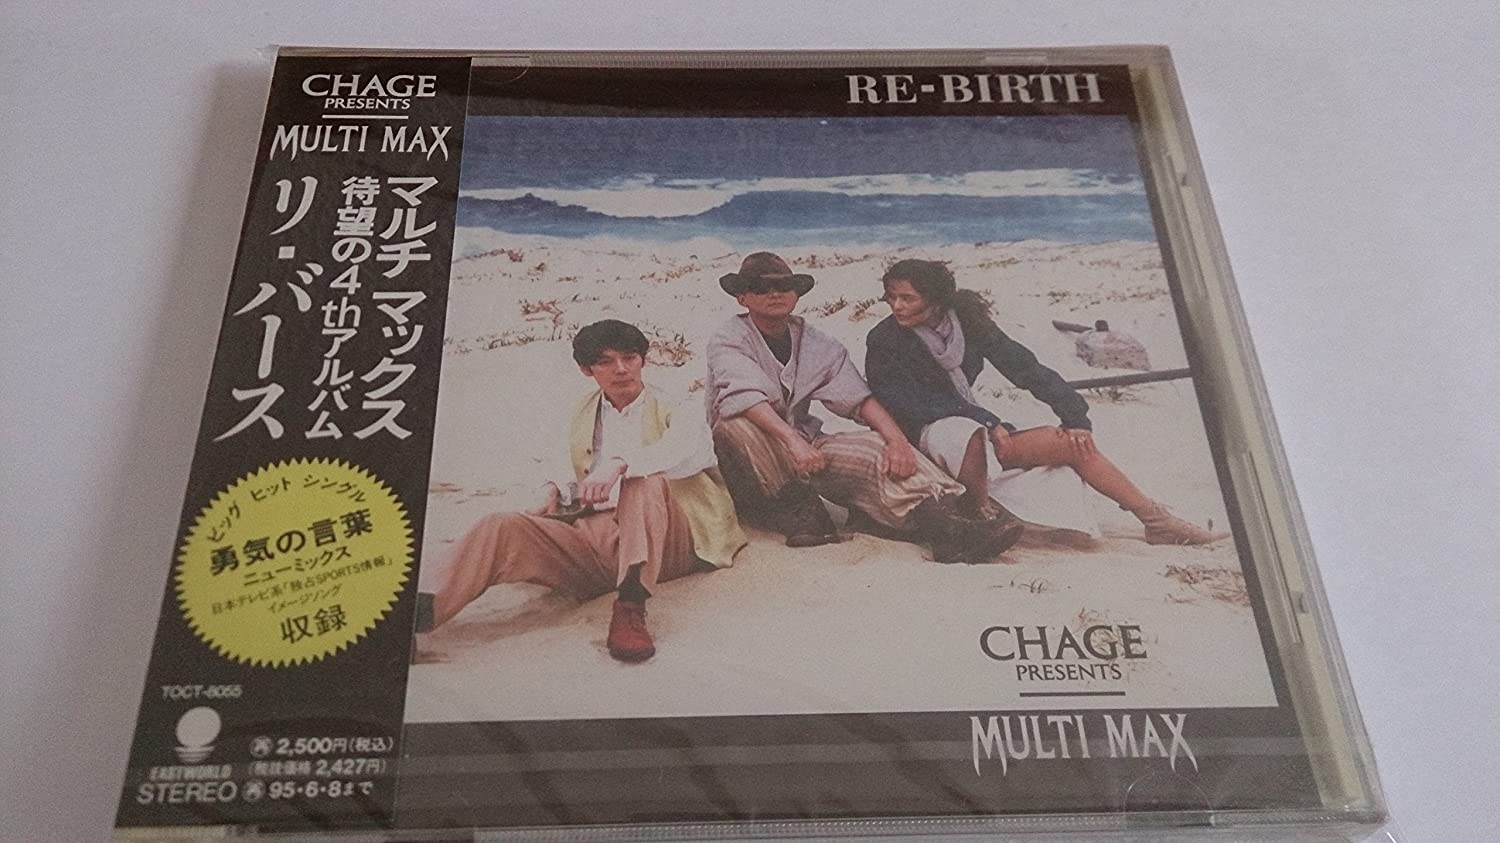 CHAGE
PRESENTS
MULTI MAX
マルチ マックス
待望の4thアルバム
リ・バース
ビッグ ヒット シングル
勇気の言葉
ニューミックス
日本テレビ系「独占SPORTS情報」
イメージソング
収録
TOCT-8055
EASTWORLD
STEREO
再 2,500円(税込)
(税抜価格 2,427円)
再 95・6・8まで
RE-BIRTH
CHAGE
PRESENTS
MULTI MAX